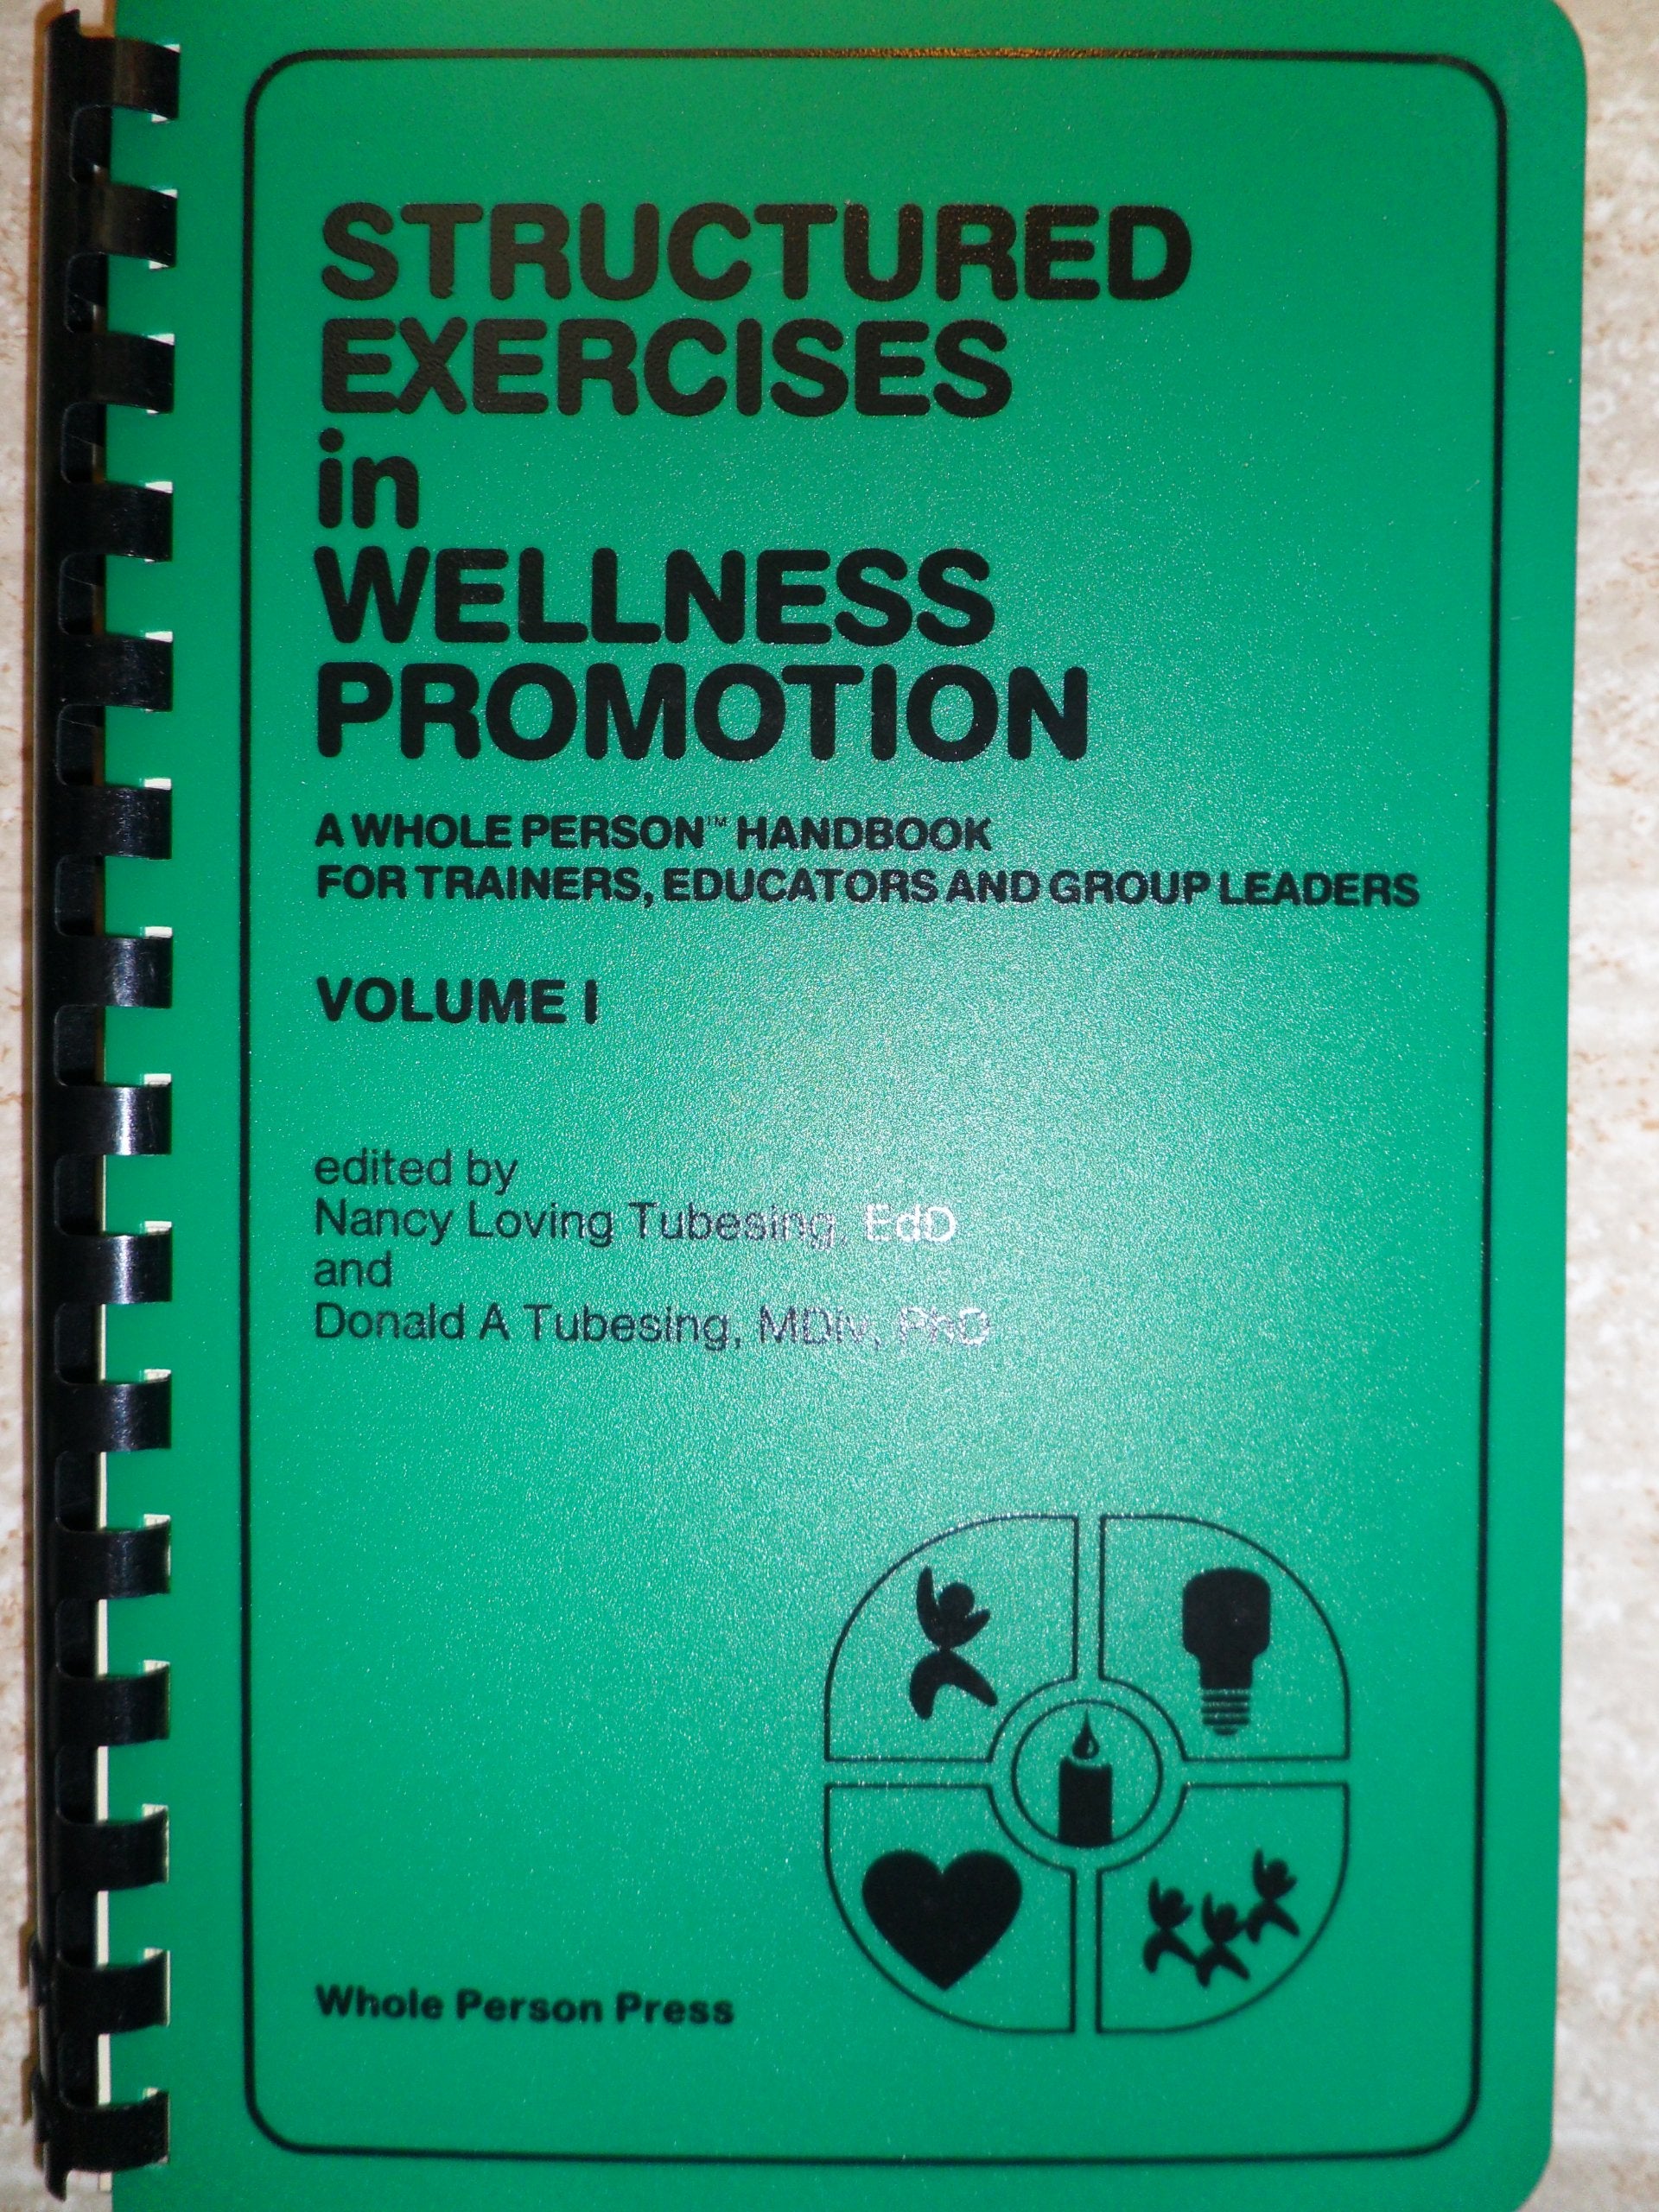 STRUCTURED
EXERCISES
in
WELLNESS
PROMOTION
A WHOLE PERSON™ HANDBOOK
FOR TRAINERS, EDUCATORS AND GROUP LEADERS
VOLUME I
edited by
Nancy Loving Tubesing, EdD
and
Donald A Tubesing, MDiv, PhD
Whole Person Press